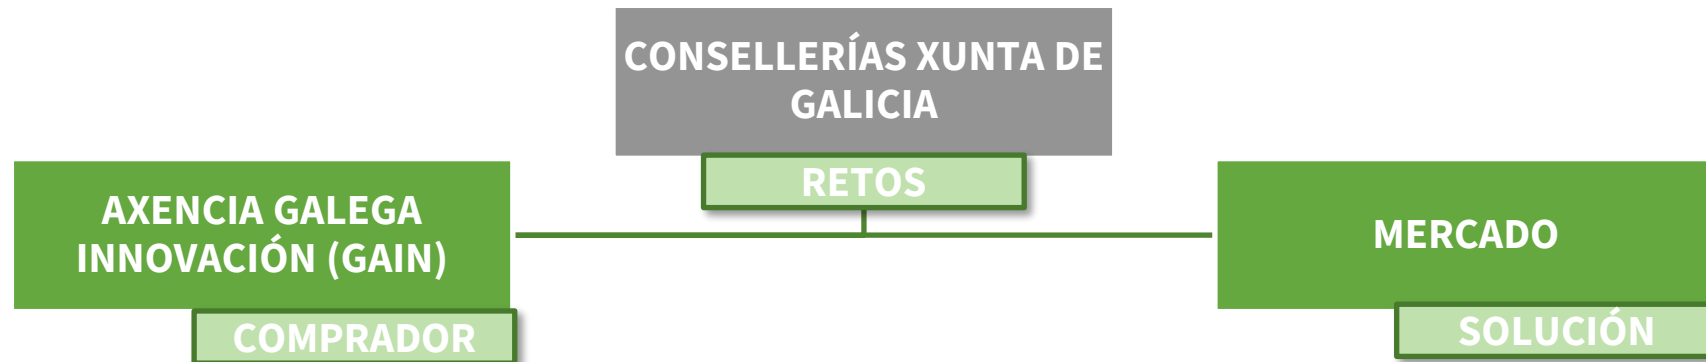 CONSELLERÍAS XUNTA DE
GALICIA
RETOS
AXENCIA GALEGA
INNOVACIÓN (GAIN)
COMPRADOR
MERCADO
SOLUCIÓN